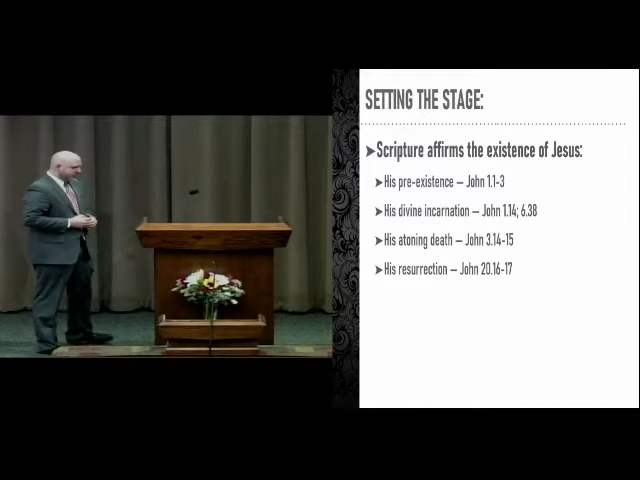 SETTING THE STAGE:
➤Scripture affirms the existence of Jesus:
➤His pre-existence – John 1.1-3
➤His divine incarnation – John 1.14; 6.38
➤His atoning death – John 3.14-15
➤His resurrection – John 20.16-17